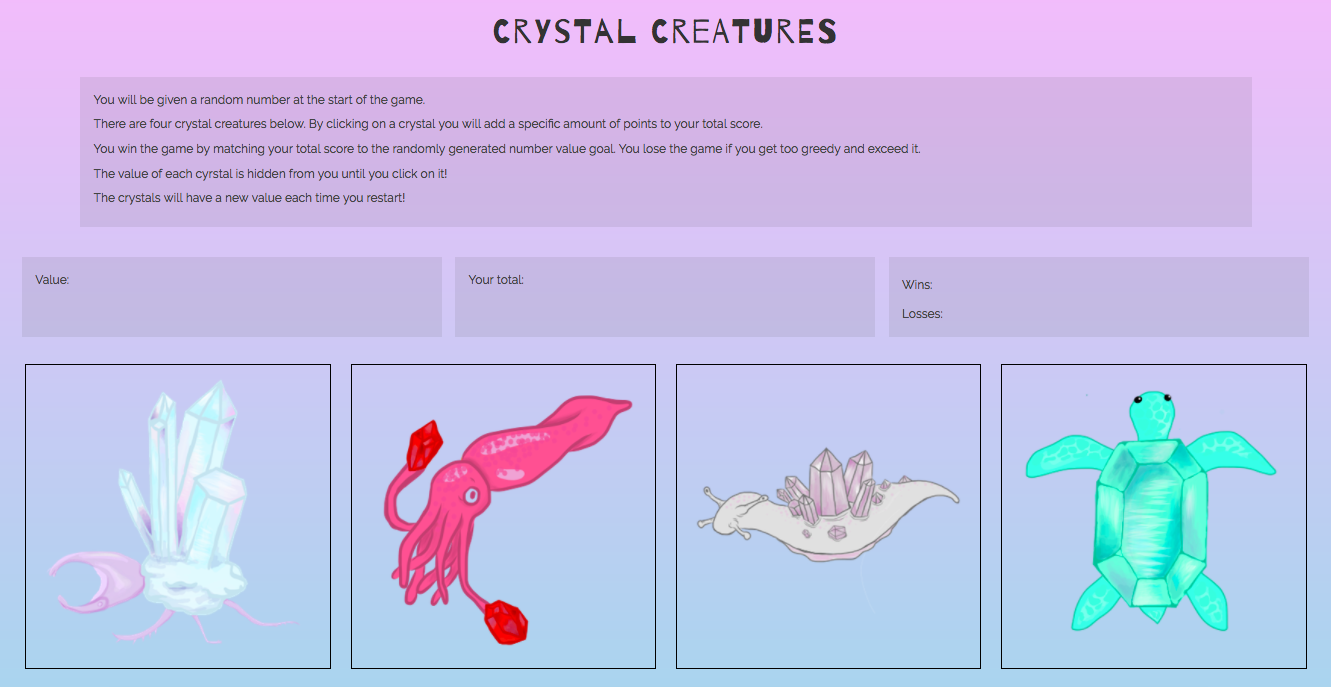 CRYSTAL CREATURES
You will be given a random number at the start of the game.
There are four crystal creatures below. By clicking on a crystal you will add a specific amount of points to your total score.
You win the game by matching your total score to the randomly generated number value goal. You lose the game if you get too greedy and exceed it.
The value of each cyrstal is hidden from you until you click on it!
The crystals will have a new value each time you restart!
Value:
Your total:
Wins:
Losses: